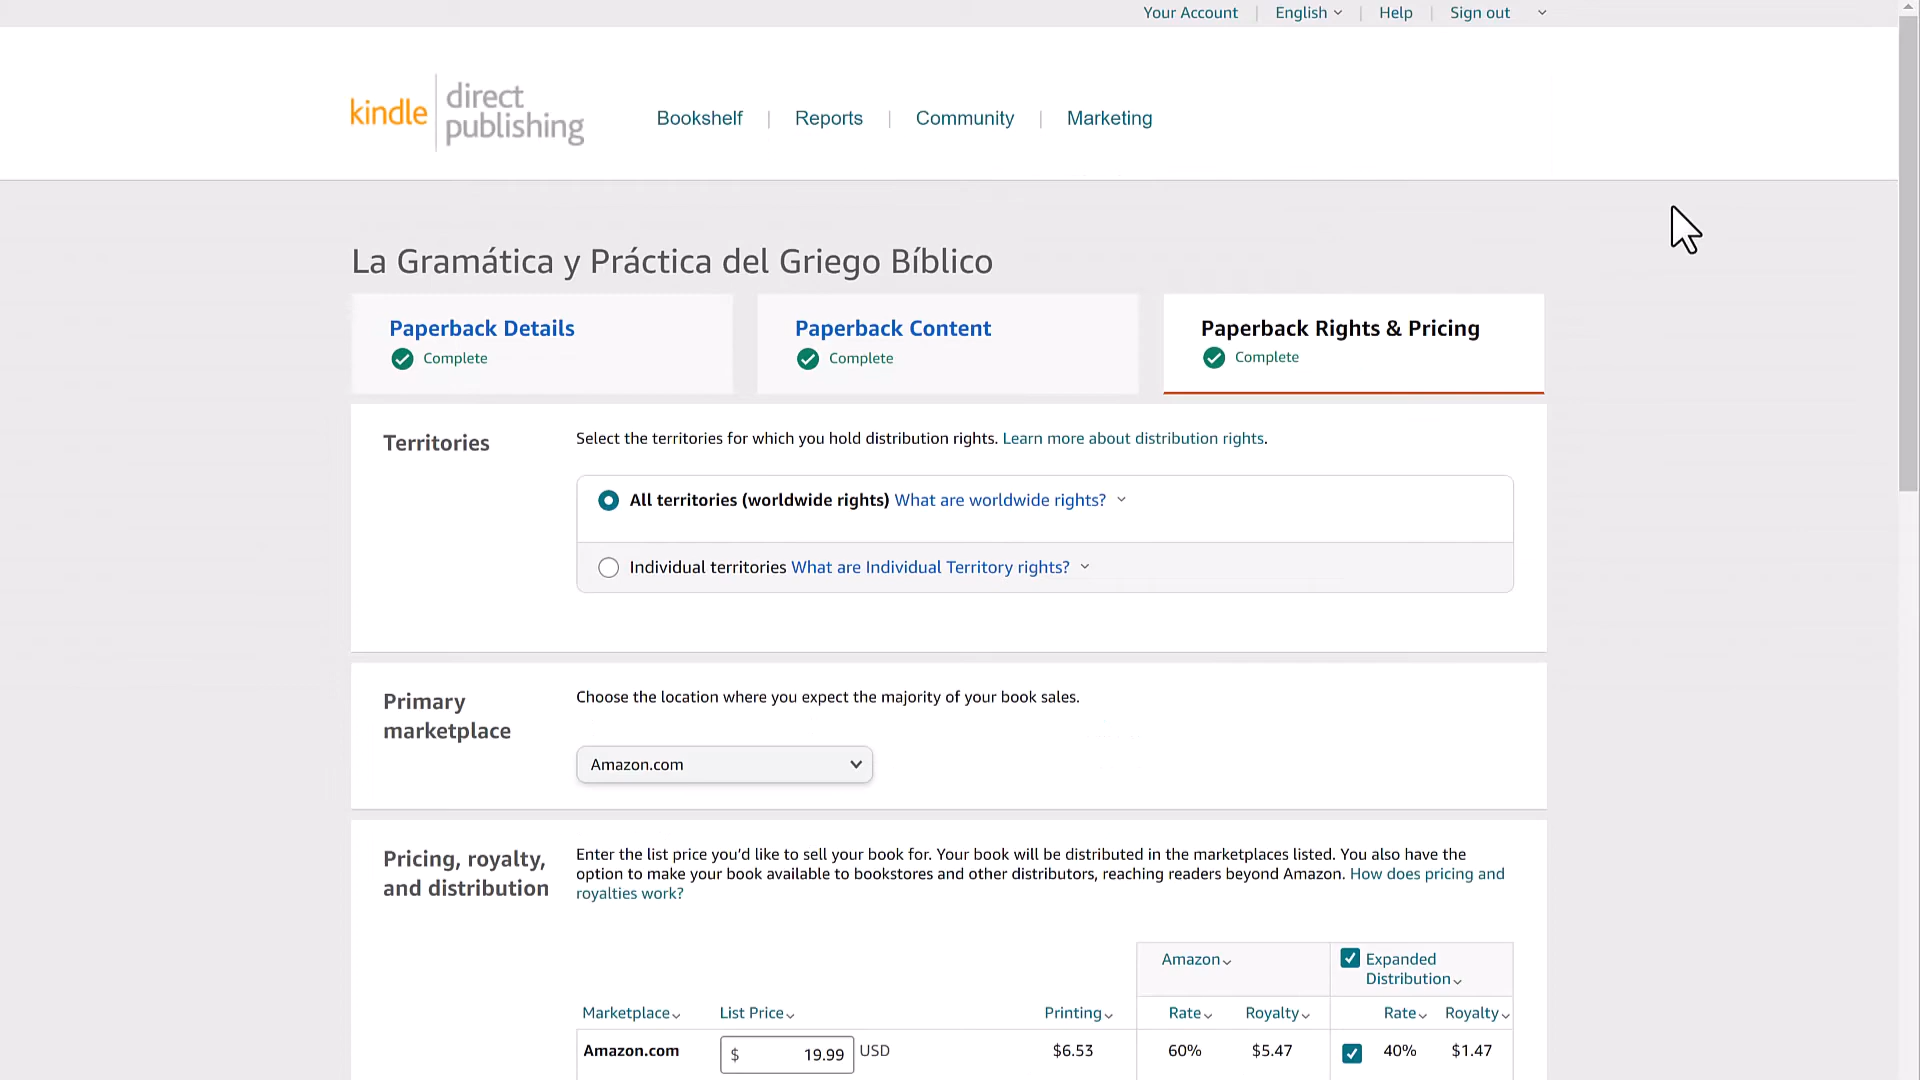 Your Account English Help Sign out
kindle direct publishing
Bookshelf Reports Community Marketing
La Gramática y Práctica del Griego Bíblico
Paperback Details
Complete
Paperback Content
Complete
Paperback Rights & Pricing
Complete
Territories
Select the territories for which you hold distribution rights. Learn more about distribution rights.
All territories (worldwide rights) What are worldwide rights?
Individual territories What are Individual Territory rights?
Primary
marketplace
Choose the location where you expect the majority of your book sales.
Amazon.com
Pricing, royalty,
and distribution
Enter the list price you’d like to sell your book for. Your book will be distributed in the marketplaces listed. You also have the
option to make your book available to bookstores and other distributors, reaching readers beyond Amazon. How does pricing and
royalties work?
Amazon
Expanded
Distribution
Marketplace List Price Printing Rate Royalty Rate Royalty
Amazon.com $ 19.99 USD $6.53 60% $5.47 40% $1.47